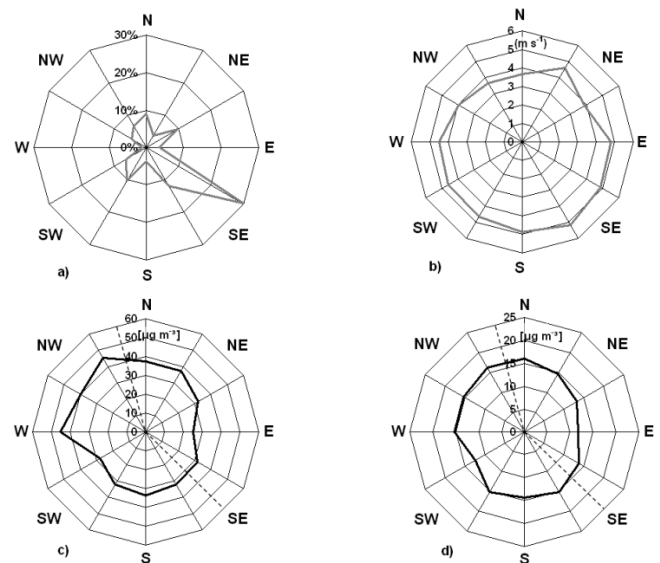 N
30%
20%
10%
0%
NW
NE
W
E
SW
SE
S
a)
N
6
(m s⁻¹)
5
4
3
2
1
0
NW
NE
W
E
SW
SE
S
b)
N
60
[µg m⁻³]
50
40
30
20
10
0
NW
NE
W
E
SW
SE
S
c)
N
25
[µg m⁻³]
20
15
10
5
0
NW
NE
W
E
SW
SE
S
d)